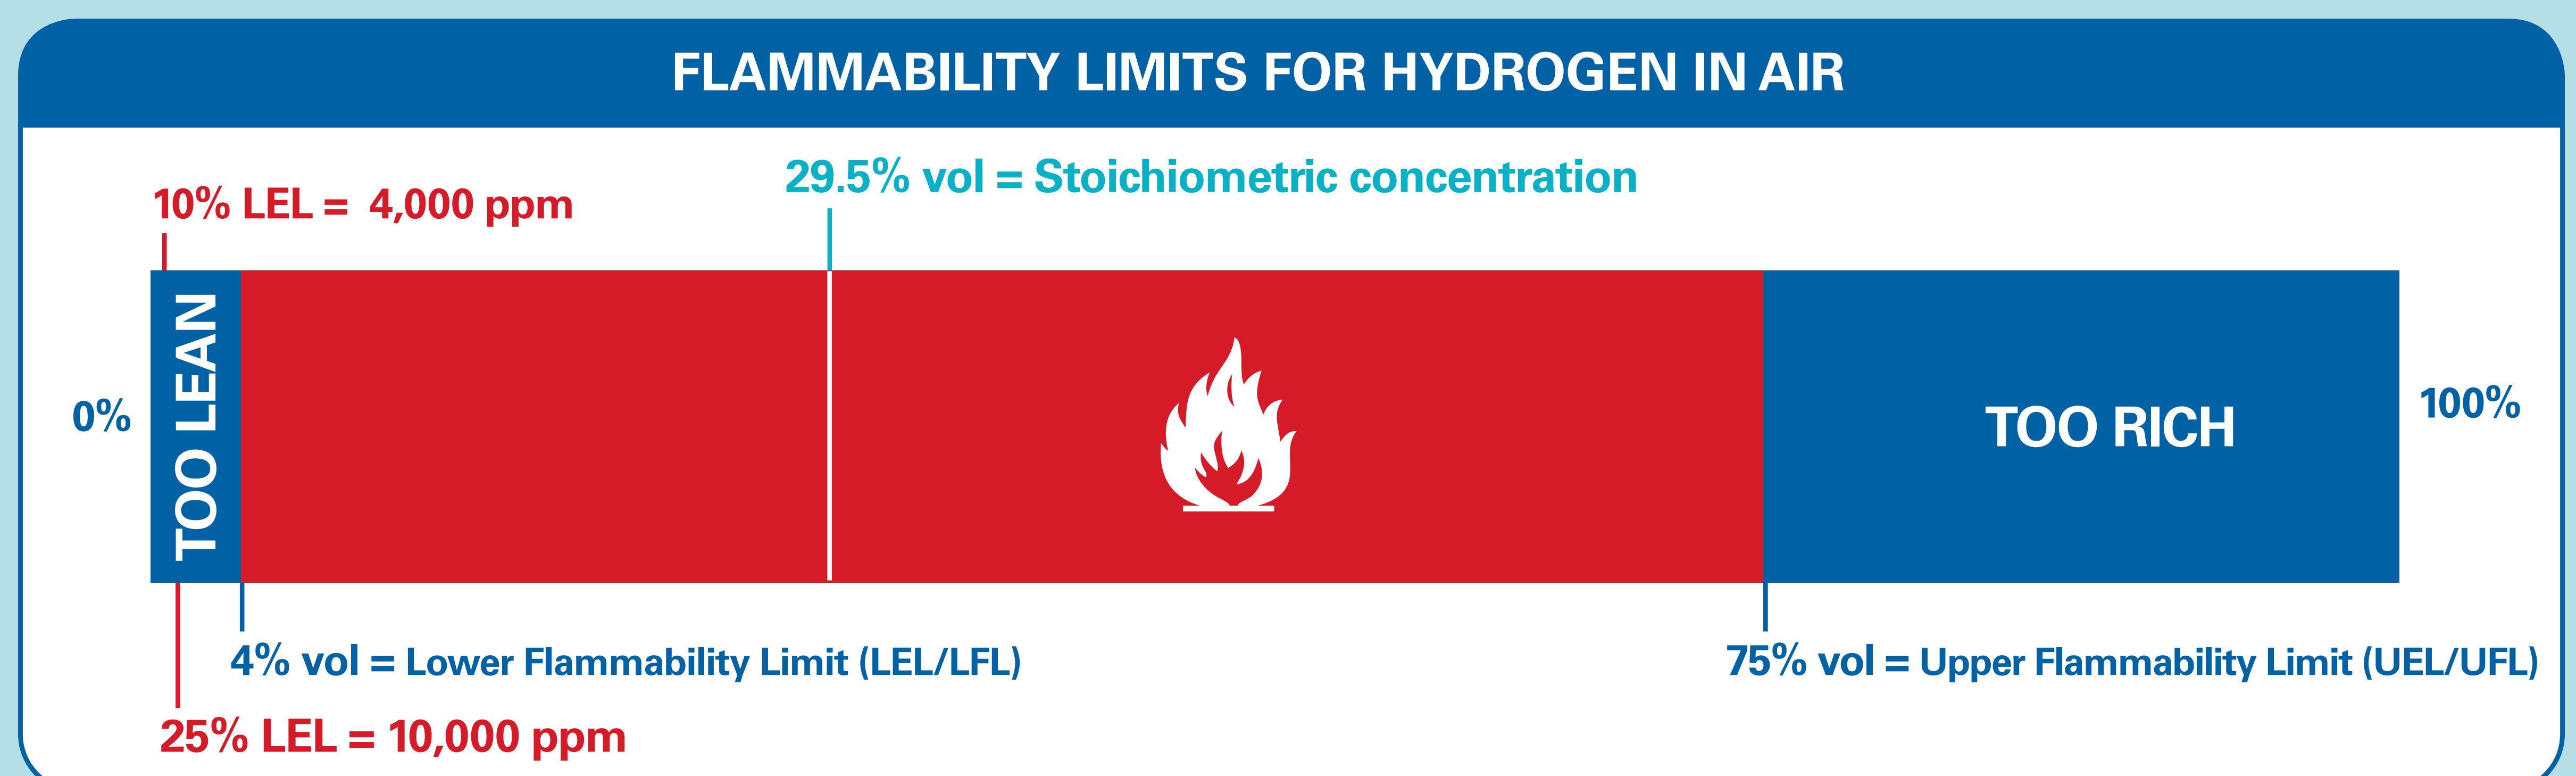 FLAMMABILITY LIMITS FOR HYDROGEN IN AIR
29.5% vol = Stoichiometric concentration
10% LEL = 4,000 ppm
0%
TOO LEAN
TOO RICH
100%
4% vol = Lower Flammability Limit (LEL/LFL)
75% vol = Upper Flammability Limit (UEL/UFL)
25% LEL = 10,000 ppm